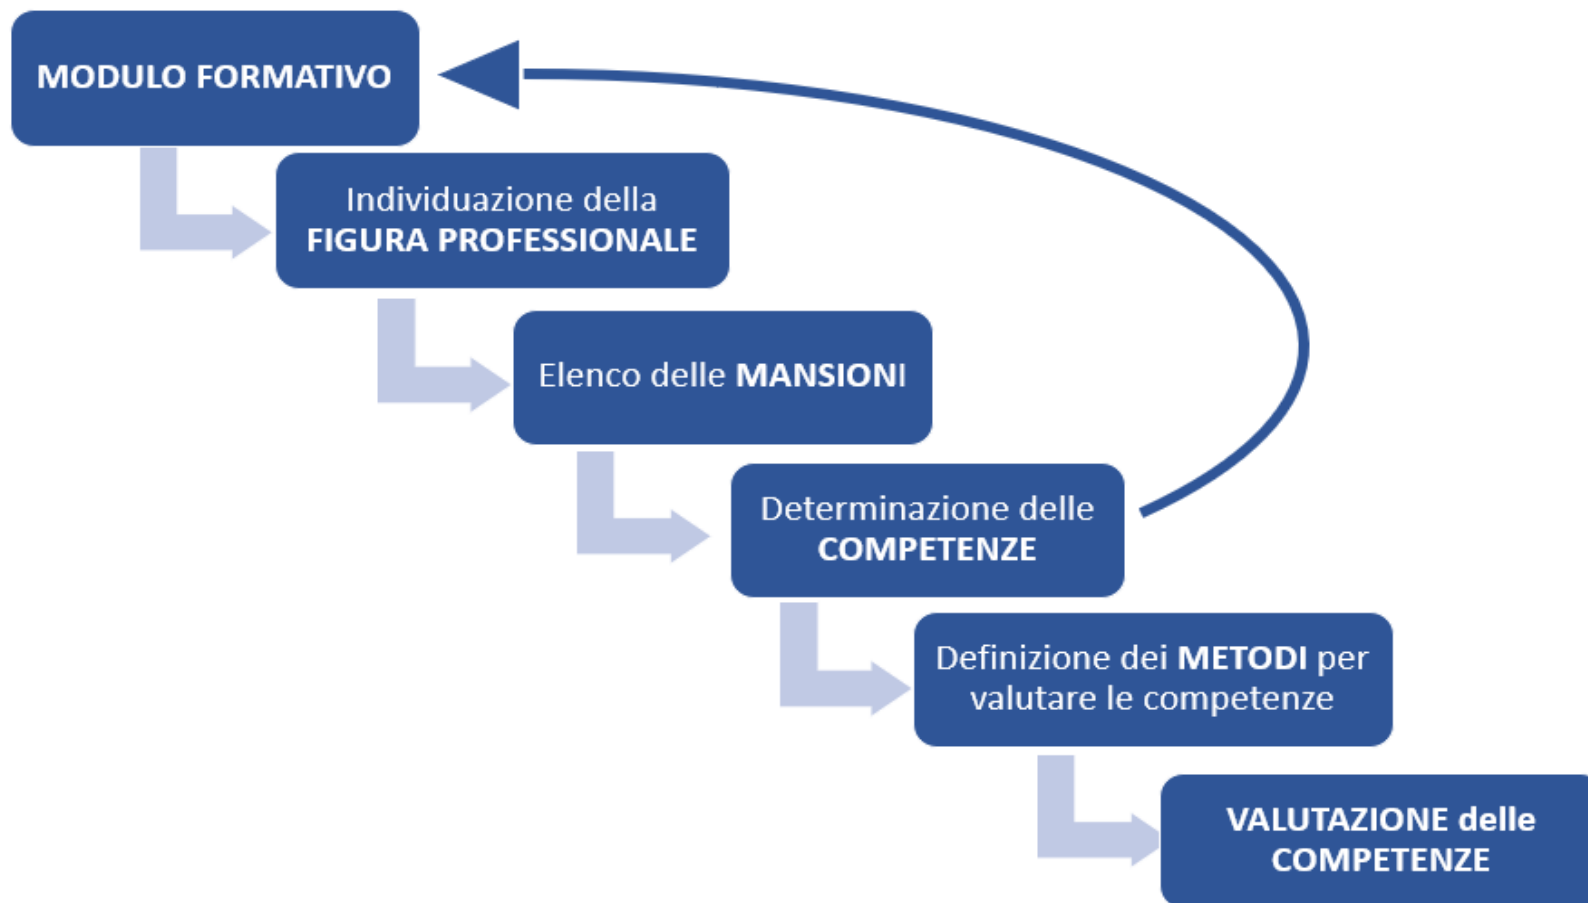 MODULO FORMATIVO
Individuazione della
FIGURA PROFESSIONALE
Elenco delle MANSIONI
Determinazione delle
COMPETENZE
Definizione dei METODI per
valutare le competenze
VALUTAZIONE delle
COMPETENZE